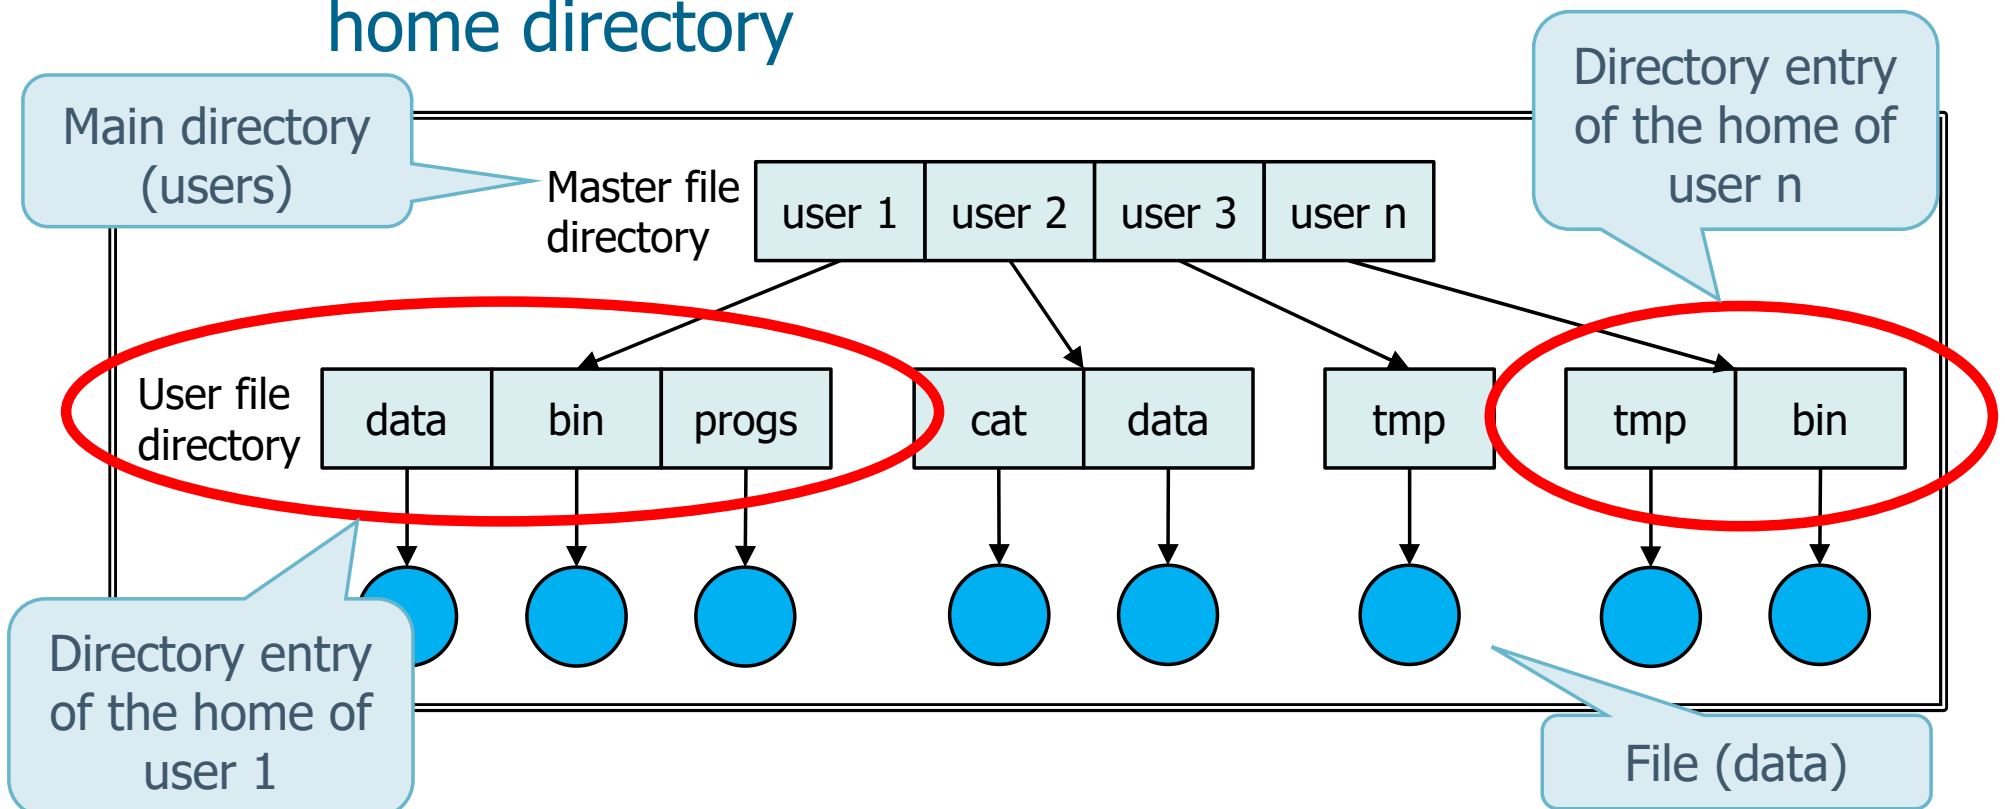 home directory
Main directory
(users)
Directory entry
of the home of
user n
Master file
directory
user 1
user 2
user 3
user n
User file
directory
data
bin
progs
cat
data
tmp
tmp
bin
Directory entry
of the home of
user 1
File (data)